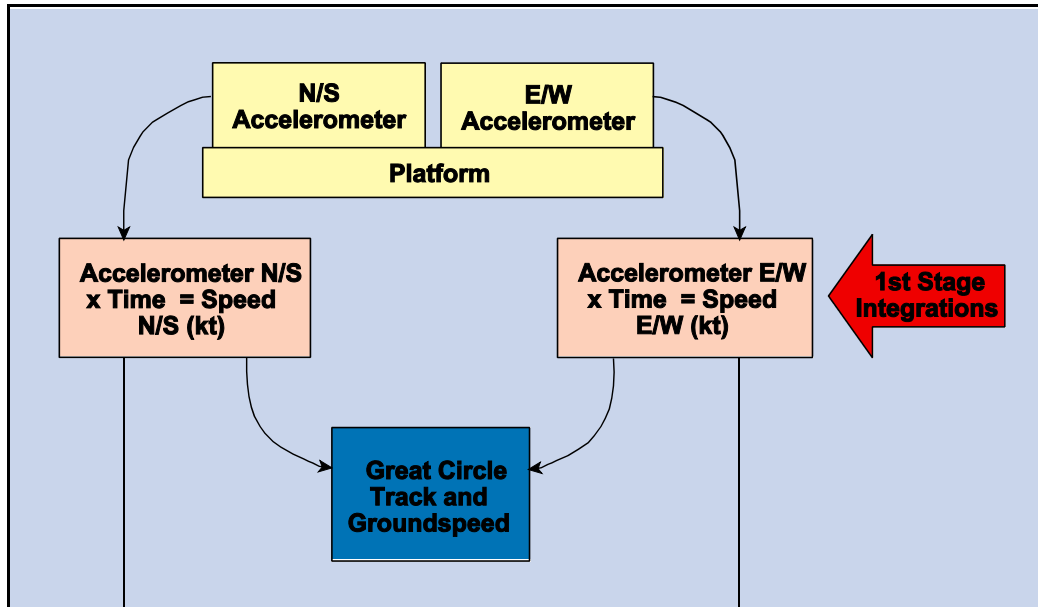 N/S
Accelerometer
E/W
Accelerometer
Platform
Accelerometer N/S
x Time = Speed
N/S (kt)
Accelerometer E/W
x Time = Speed
E/W (kt)
1st Stage
Integrations
Great Circle
Track and
Groundspeed